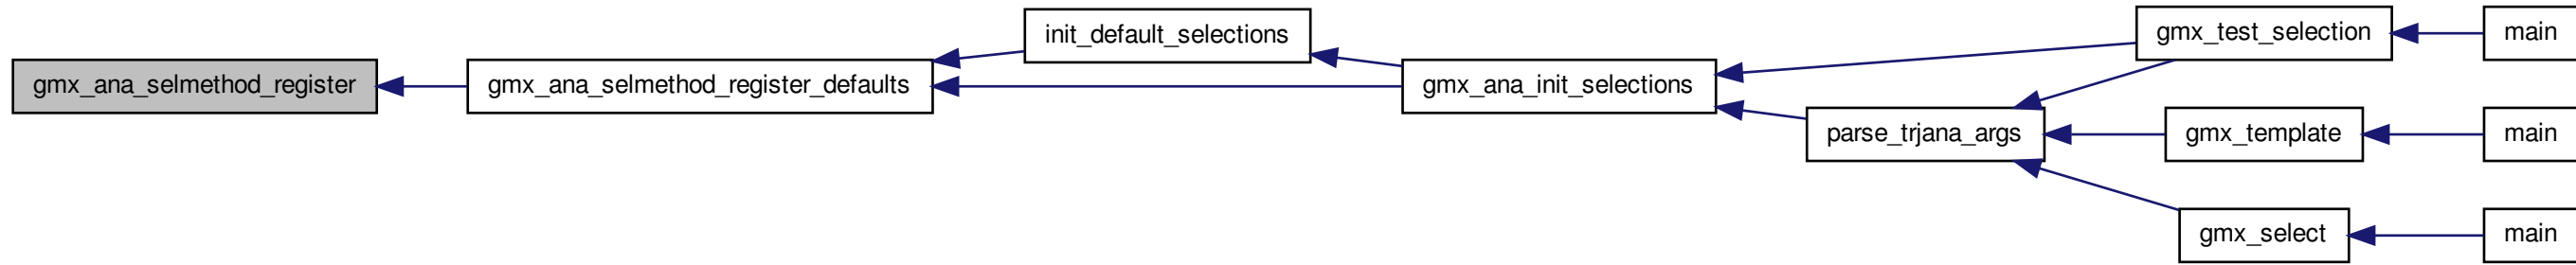 gmx_ana_selmethod_register
gmx_ana_selmethod_register_defaults
init_default_selections
gmx_ana_init_selections
parse_trjana_args
gmx_test_selection
main
gmx_template
main
gmx_select
main